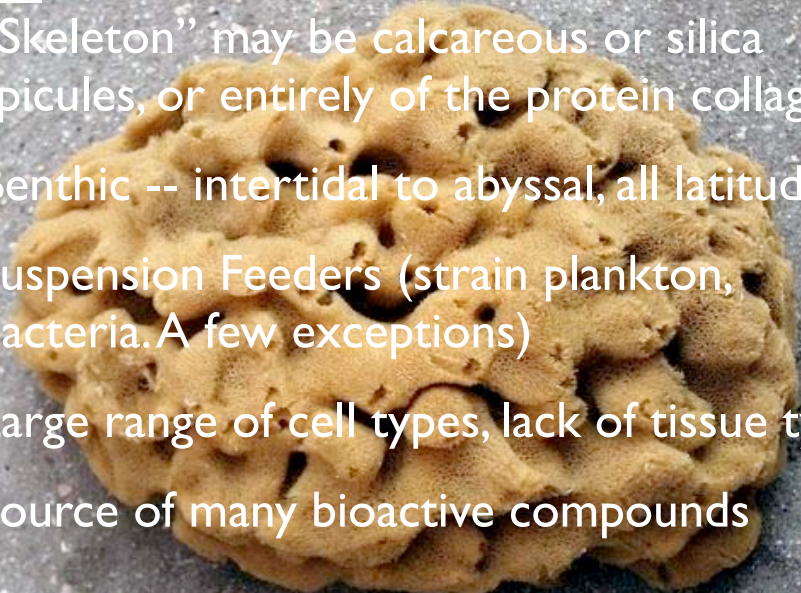 Skeleton” may be calcareous or silica
picules, or entirely of the protein collag
enthic -- intertidal to abyssal, all latitud
uspension Feeders (strain plankton,
acteria. A few exceptions)
arge range of cell types, lack of tissue t
ource of many bioactive compounds